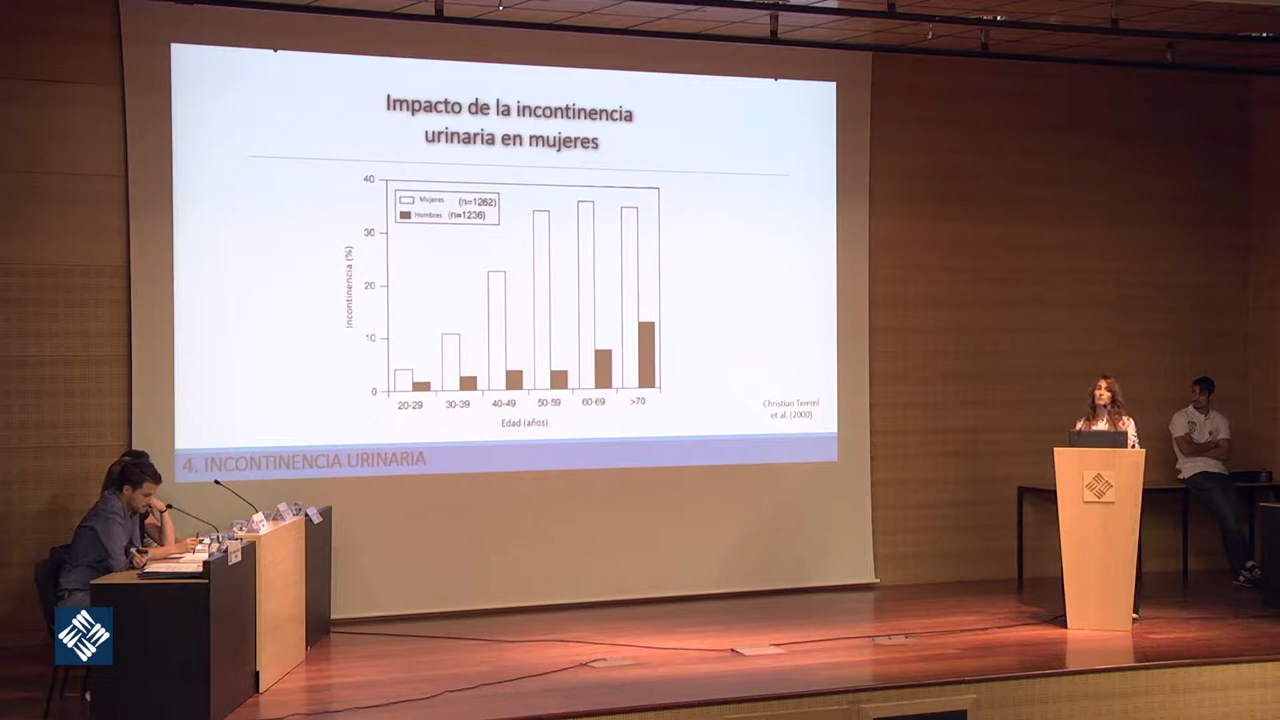 Impacto de la incontinencia
urinaria en mujeres
40
30
20
10
0
Incontinencia (%)
Mujeres (n=1262)
Hombres (n=1236)
20-29 30-39 40-49 50-59 60-69 >70
Edad (años)
Christian Temml
et al. (2000)
4. INCONTINENCIA URINARIA